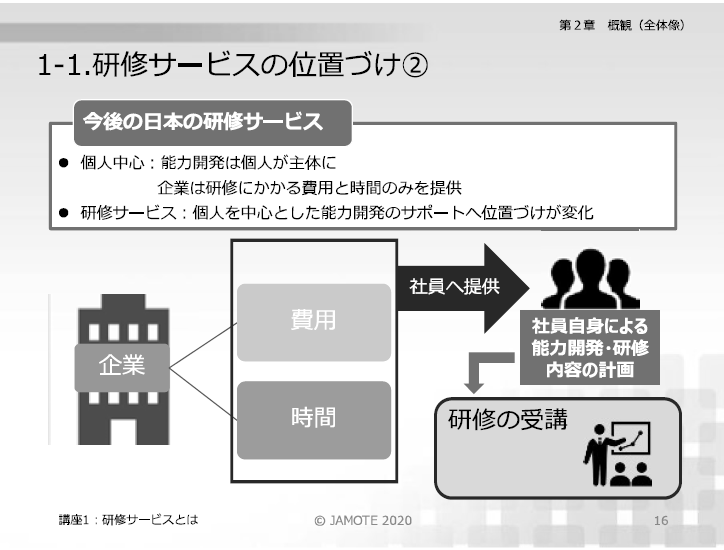 第２章　概観（全体像）
1-1.研修サービスの位置づけ②
今後の日本の研修サービス
● 個人中心：能力開発は個人が主体に
企業は研修にかかる費用と時間のみを提供
● 研修サービス：個人を中心とした能力開発のサポートへ位置づけが変化
企業
費用
時間
社員へ提供
社員自身による
能力開発・研修
内容の計画
研修の受講
講座1：研修サービスとは
© JAMOTE 2020
16